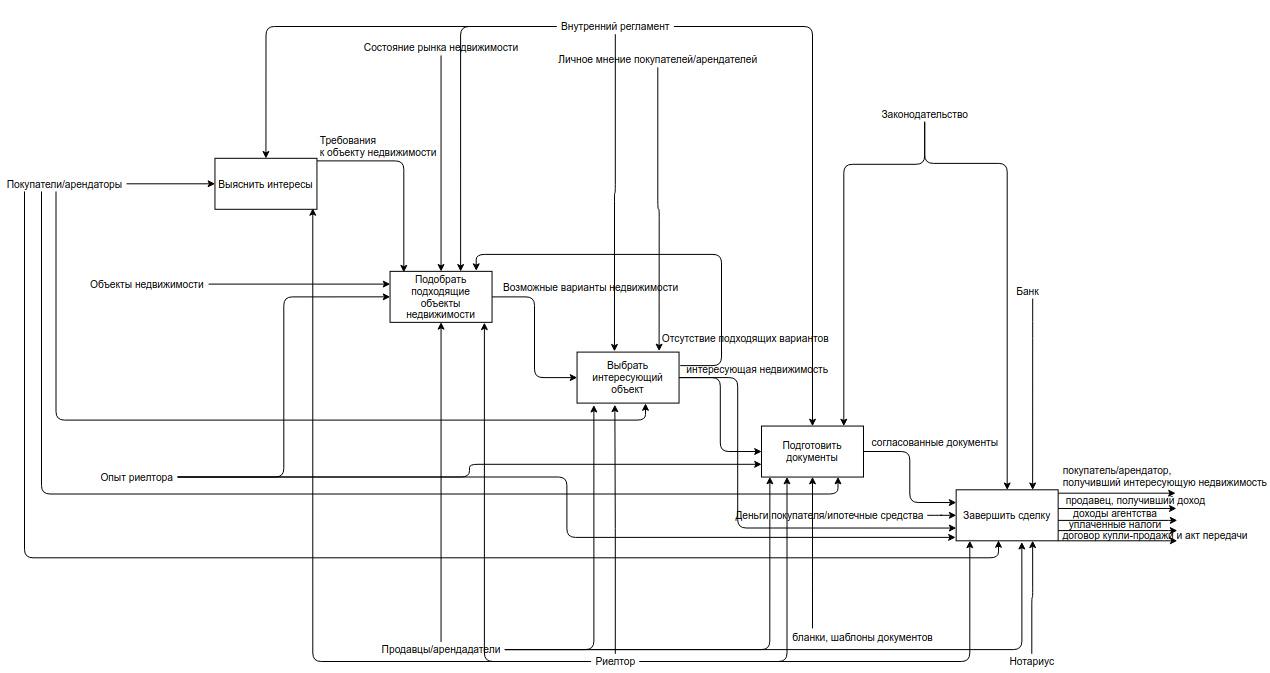 Внутренний регламент
Состояние рынка недвижимости
Личное мнение покупателей/арендателей
Законодательство
Требования
к объекту недвижимости
Покупатели/арендаторы
Выяснить интересы
Объекты недвижимости
Подобрать
подходящие
объекты
недвижимости
Возможные варианты недвижимости
Банк
Отсутствие подходящих вариантов
Выбрать
интересующий
объект
интересующая недвижимость
Подготовить
документы
согласованные документы
Опыт риелтора
покупатель/арендатор,
получивший интересующую недвижимость
продавец, получивший доход
доходы агентства
уплаченные налоги
договор купли-продажи и акт передачи
Деньги покупателя/ипотечные средства
Завершить сделку
бланки, шаблоны документов
Продавцы/арендадатели
Риелтор
Нотариус